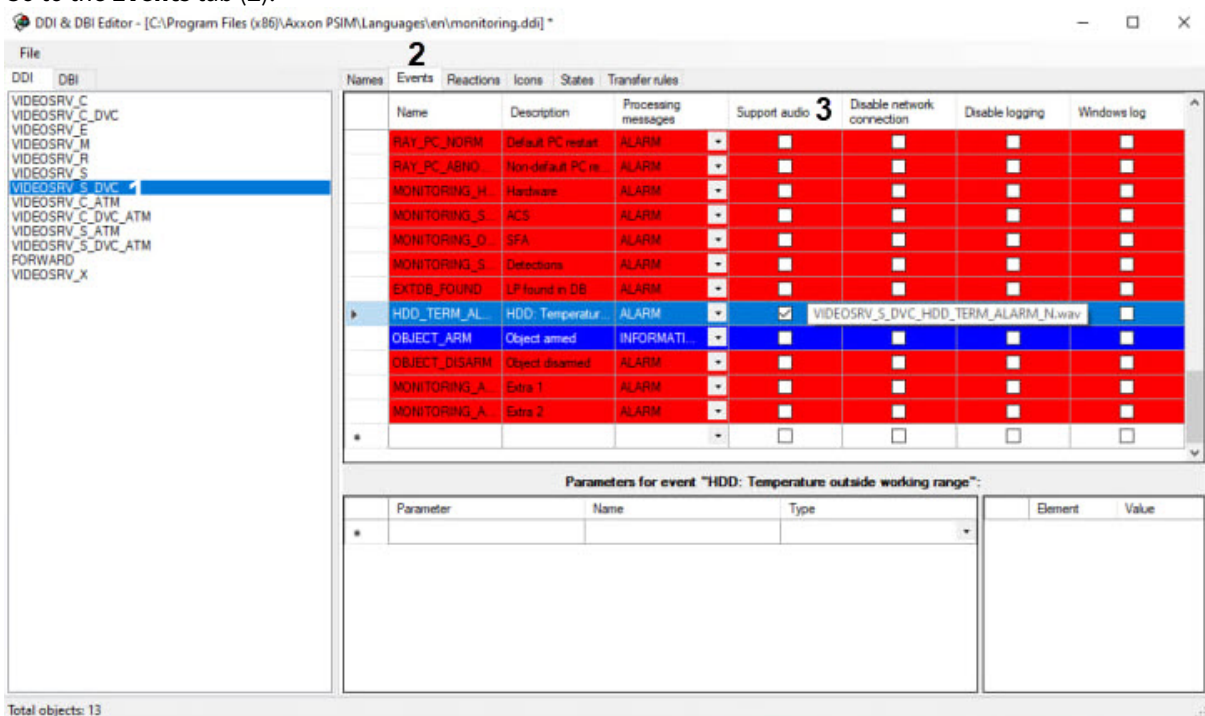 Go to the Events tab (2).
DDI & DBI Editor - [C:\Program Files (x86)\Axxon PSIM\Languages\en\monitoring.ddi] *
File
2
DDI DBI
Names Events Reactions Icons States Transfer rules
VIDEOSRV_C
VIDEOSRV_C_DVC
VIDEOSRV_E
VIDEOSRV_M
VIDEOSRV_R
VIDEOSRV_S
VIDEOSRV_S_DVC 1
VIDEOSRV_C_ATM
VIDEOSRV_C_DVC_ATM
VIDEOSRV_S_ATM
VIDEOSRV_S_DVC_ATM
FORWARD
VIDEOSRV_X
Name Description Processing messages Support audio 3 Disable network connection Disable logging Windows log
RAY_PC_NORM Default PC restart ALARM
RAY_PC_ABNO... Non-default PC re... ALARM
MONITORING_H... Hardware ALARM
MONITORING_S... ACS ALARM
MONITORING_O... SFA ALARM
MONITORING_S... Detections ALARM
EXTDB_FOUND LP found in DB ALARM
HDD_TERM_AL... HDD: Temperatur... ALARM VIDEOSRV_S_DVC_HDD_TERM_ALARM_N.wav
OBJECT_ARM Object armed INFORMATI...
OBJECT_DISARM Object disarmed ALARM
MONITORING_A... Extra 1 ALARM
MONITORING_A... Extra 2 ALARM
Parameters for event "HDD: Temperature outside working range":
Parameter Name Type Element Value
Total objects: 13